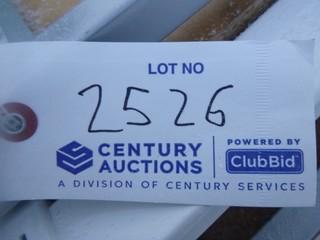 LOT NO
2526
CENTURY AUCTIONS
POWERED BY
ClubBid
A DIVISION OF CENTURY SERVICES